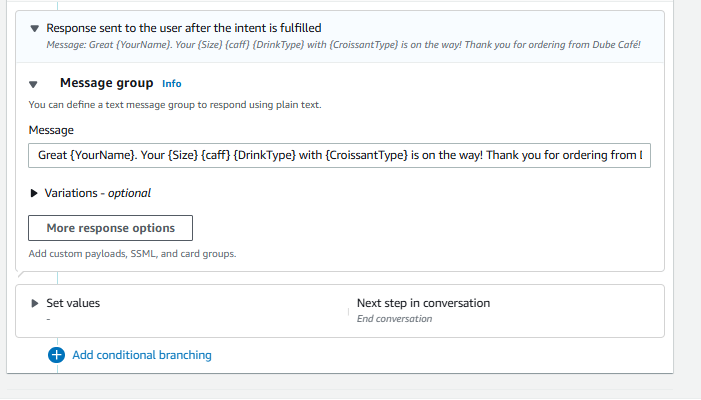 Response sent to the user after the intent is fulfilled
Message: Great {YourName}. Your {Size} {caff} {DrinkType} with {CroissantType} is on the way! Thank you for ordering from Dube Café!
Message group Info
You can define a text message group to respond using plain text.
Message
Great {YourName}. Your {Size} {caff} {DrinkType} with {CroissantType} is on the way! Thank you for ordering from
Variations - optional
More response options
Add custom payloads, SSML, and card groups.
Set values
-
Next step in conversation
End conversation
Add conditional branching